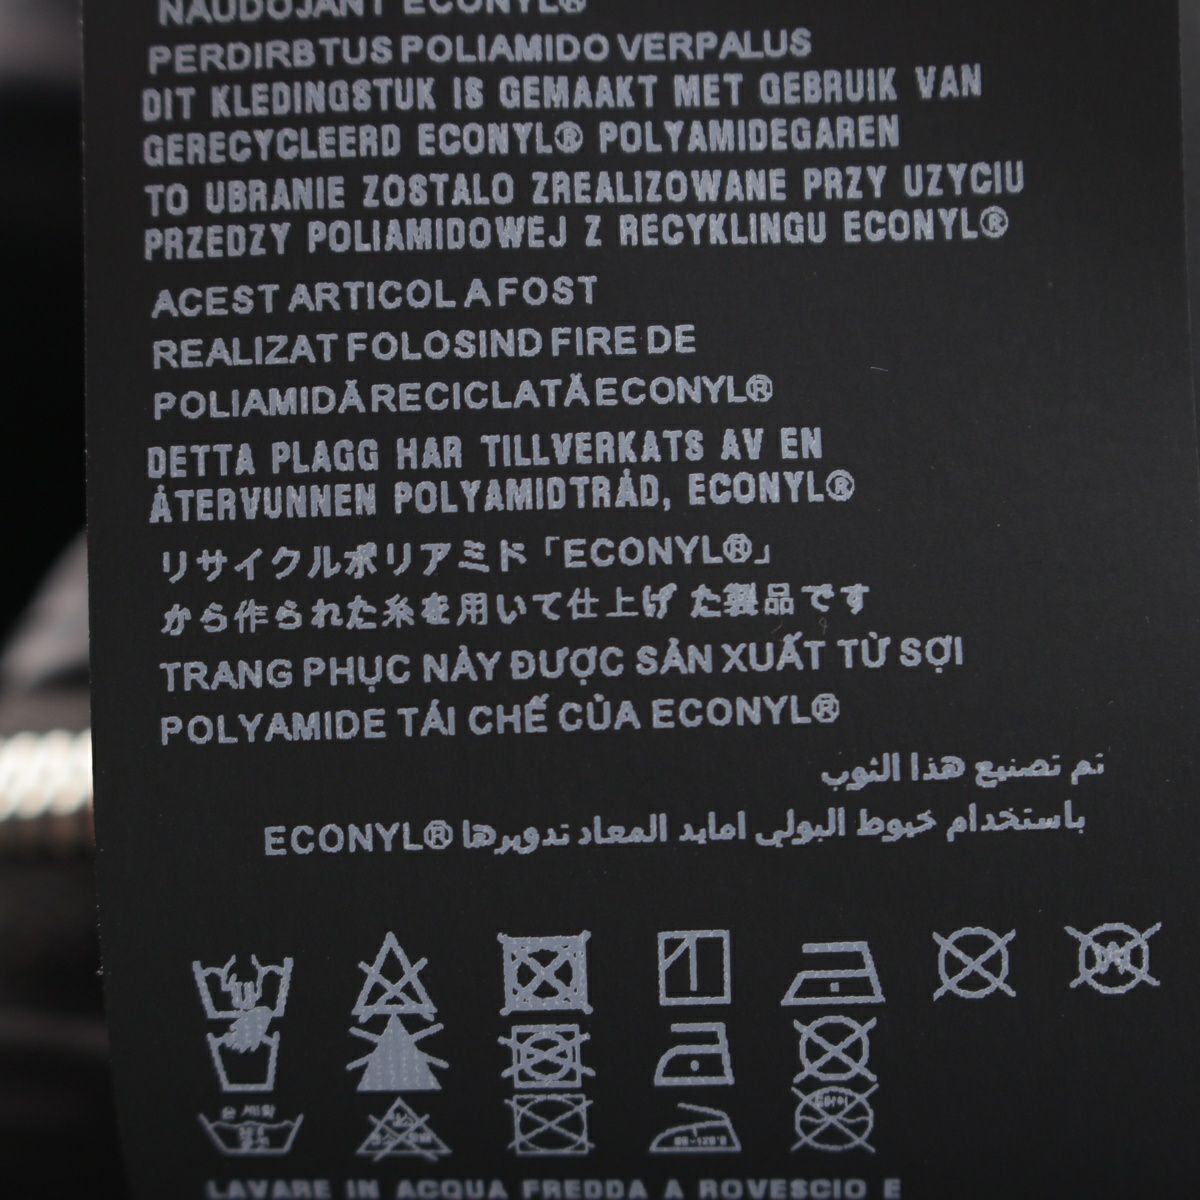 NAUDOJANT ECONYL®
PERDIRBTUS POLIAMIDO VERPALUS
DIT KLEDINGSTUK IS GEMAAKT MET GEBRUIK VAN
GERECYCLEERD ECONYL® POLYAMIDEGAREN
TO UBRANIE ZOSTALO ZREALIZOWANE PRZY UZYCIU
PRZEDZY POLIAMIDOWEJ Z RECYKLINGU ECONYL®
ACEST ARTICOL A FOST
REALIZAT FOLOSIND FIRE DE
POLIAMIDĂ RECICLATĂ ECONYL®
DETTA PLAGG HAR TILLVERKATS AV EN
ÅTERVUNNEN POLYAMIDTRÅD, ECONYL®
リサイクルポリアミド「ECONYL®」
から作られた糸を用いて仕上げ た製品です
TRANG PHỤC NÀY ĐƯỢC SẢN XUẤT TỪ SỢI
POLYAMIDE TÁI CHẾ CỦA ECONYL®
تم تصنيع هذا الثوب
باستخدام خيوط البولي امايد المعاد تدويرها ECONYL®
LAVARE IN ACQUA FREDDA A ROVESCIO E